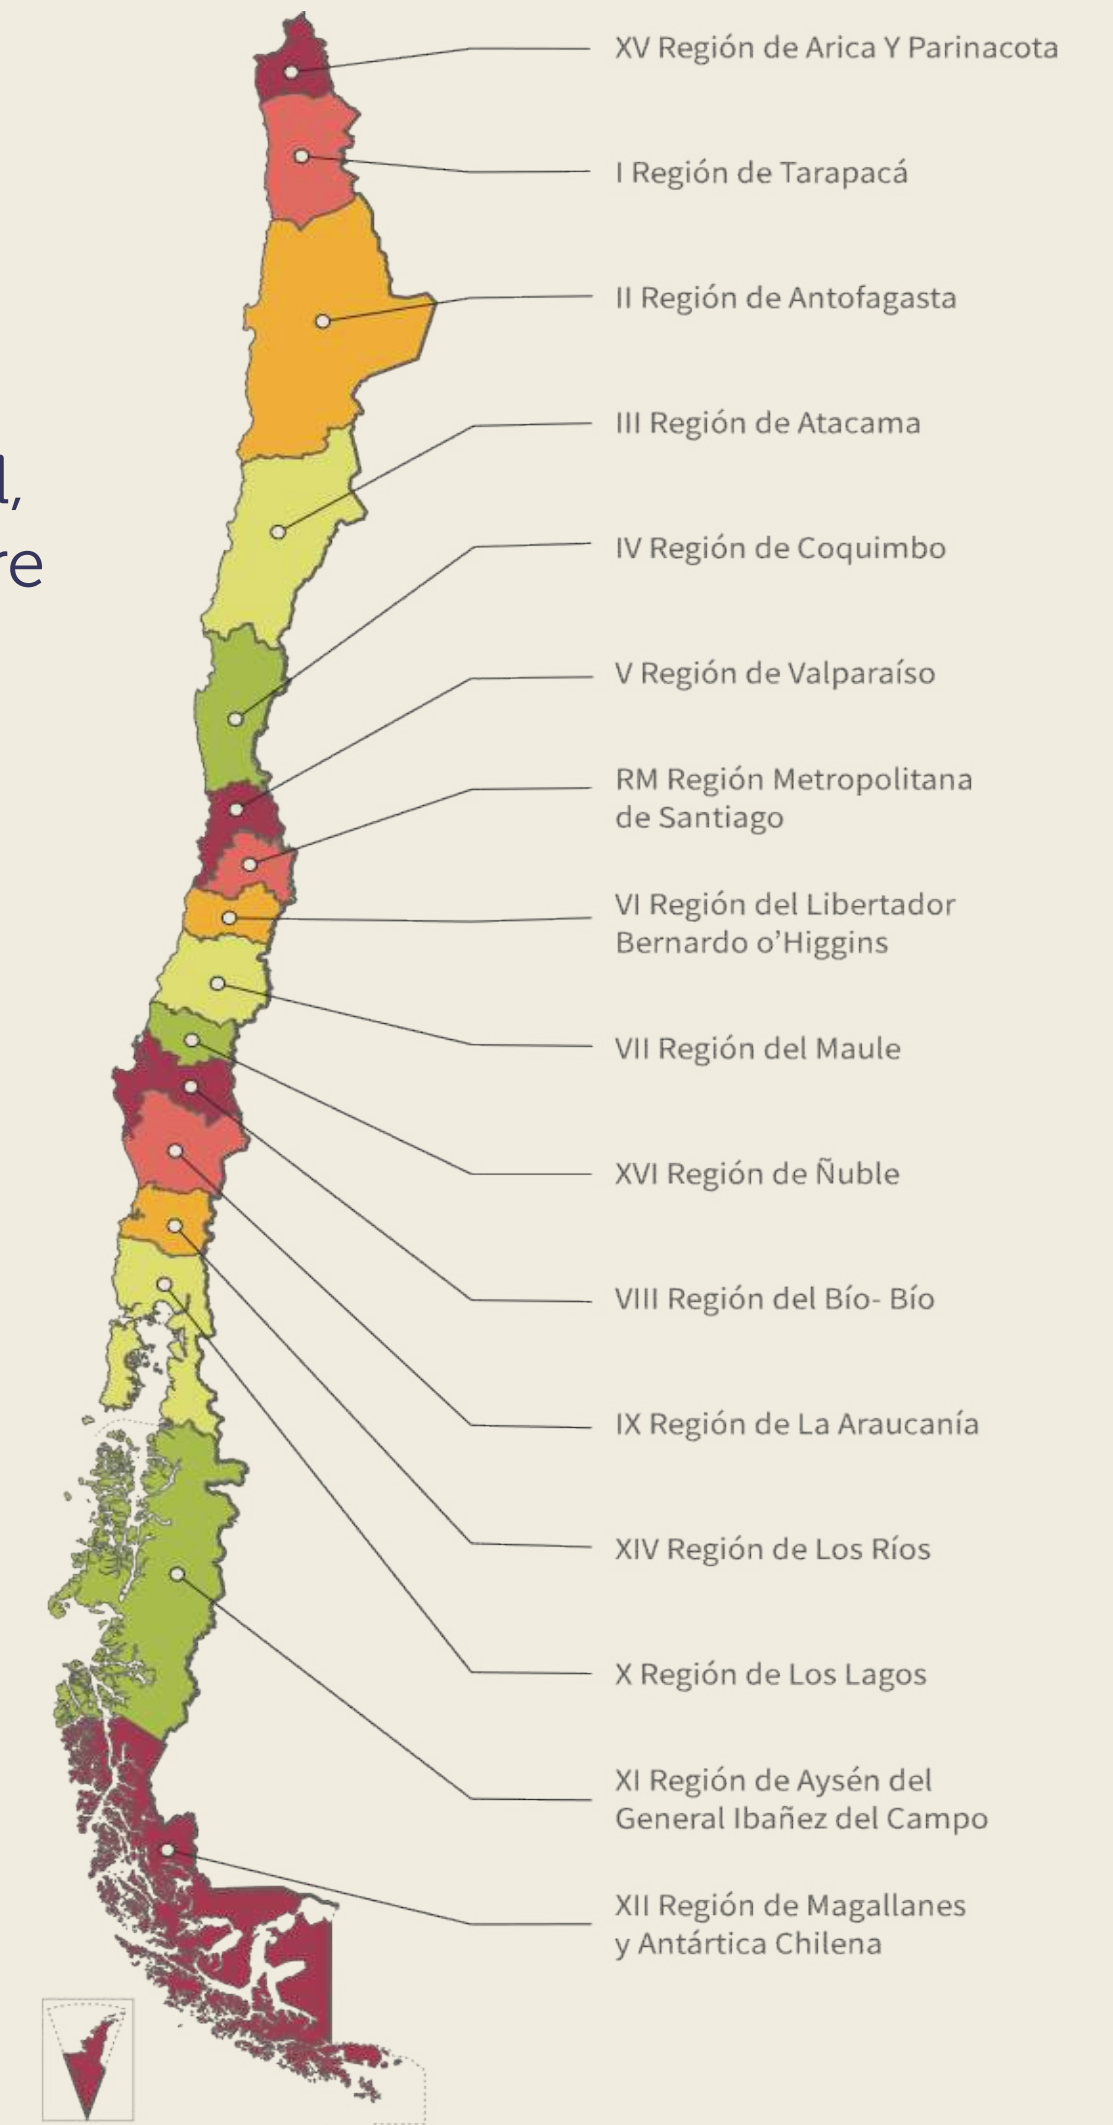 XV Región de Arica Y Parinacota
I Región de Tarapacá
II Región de Antofagasta
III Región de Atacama
l,
re
IV Región de Coquimbo
V Región de Valparaíso
RM Región Metropolitana
de Santiago
VI Región del Libertador
Bernardo o’Higgins
VII Región del Maule
XVI Región de Ñuble
VIII Región del Bío- Bío
IX Región de La Araucanía
XIV Región de Los Ríos
X Región de Los Lagos
XI Región de Aysén del
General Ibañez del Campo
XII Región de Magallanes
y Antártica Chilena